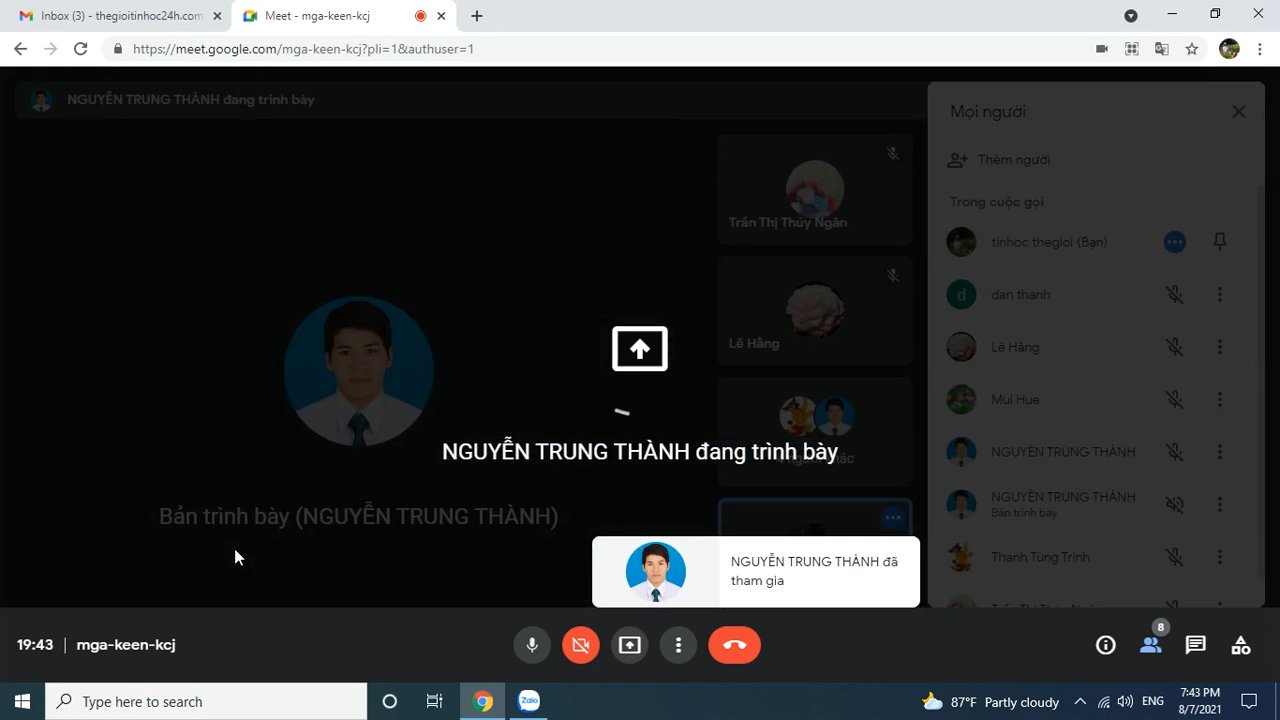 Inbox (3) - thegioitinhoc24h.com
Meet - mga-keen-kcj
https://meet.google.com/mga-keen-kcj?pli=1&authuser=1
NGUYỄN TRUNG THÀNH đang trình bày
Mọi người
Thêm người
Trong cuộc gọi
Trần Thị Thúy Ngân
tinhoc thegioi (Bạn)
d
dan thanh
Lê Hằng
Lê Hằng
Mui Hue
NGUYỄN TRUNG THÀNH đang trình bày
NGUYỄN TRUNG THÀNH
NGUYỄN TRUNG THÀNH
Bản trình bày
Bản trình bày (NGUYỄN TRUNG THÀNH)
Thanh Tùng Trịnh
NGUYỄN TRUNG THÀNH đã
tham gia
19:43 | mga-keen-kcj
8
Type here to search
Zalo
87°F Partly cloudy
ENG
7:43 PM
8/7/2021